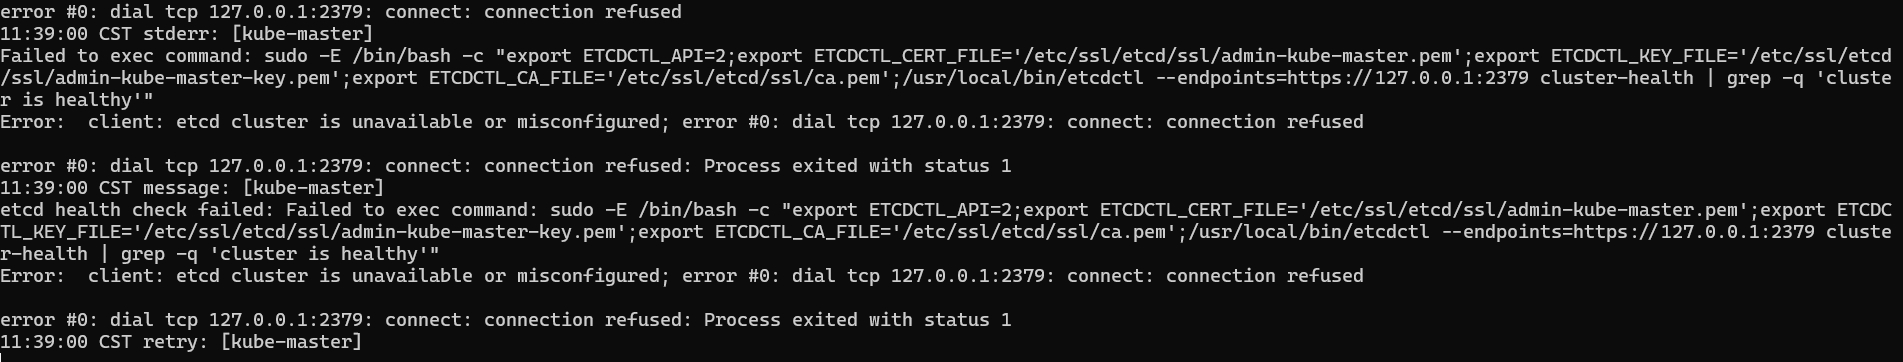 error #0: dial tcp 127.0.0.1:2379: connect: connection refused
11:39:00 CST stderr: [kube-master]
Failed to exec command: sudo -E /bin/bash -c "export ETCDCTL_API=2;export ETCDCTL_CERT_FILE='/etc/ssl/etcd/ssl/admin-kube-master.pem';export ETCDCTL_KEY_FILE='/etc/ssl/etcd
/ssl/admin-kube-master-key.pem';export ETCDCTL_CA_FILE='/etc/ssl/etcd/ssl/ca.pem';/usr/local/bin/etcdctl --endpoints=https://127.0.0.1:2379 cluster-health | grep -q 'cluste
r is healthy'"
Error:  client: etcd cluster is unavailable or misconfigured; error #0: dial tcp 127.0.0.1:2379: connect: connection refused

error #0: dial tcp 127.0.0.1:2379: connect: connection refused: Process exited with status 1
11:39:00 CST message: [kube-master]
etcd health check failed: Failed to exec command: sudo -E /bin/bash -c "export ETCDCTL_API=2;export ETCDCTL_CERT_FILE='/etc/ssl/etcd/ssl/admin-kube-master.pem';export ETCDC
TL_KEY_FILE='/etc/ssl/etcd/ssl/admin-kube-master-key.pem';export ETCDCTL_CA_FILE='/etc/ssl/etcd/ssl/ca.pem';/usr/local/bin/etcdctl --endpoints=https://127.0.0.1:2379 cluste
r-health | grep -q 'cluster is healthy'"
Error:  client: etcd cluster is unavailable or misconfigured; error #0: dial tcp 127.0.0.1:2379: connect: connection refused

error #0: dial tcp 127.0.0.1:2379: connect: connection refused: Process exited with status 1
11:39:00 CST retry: [kube-master]